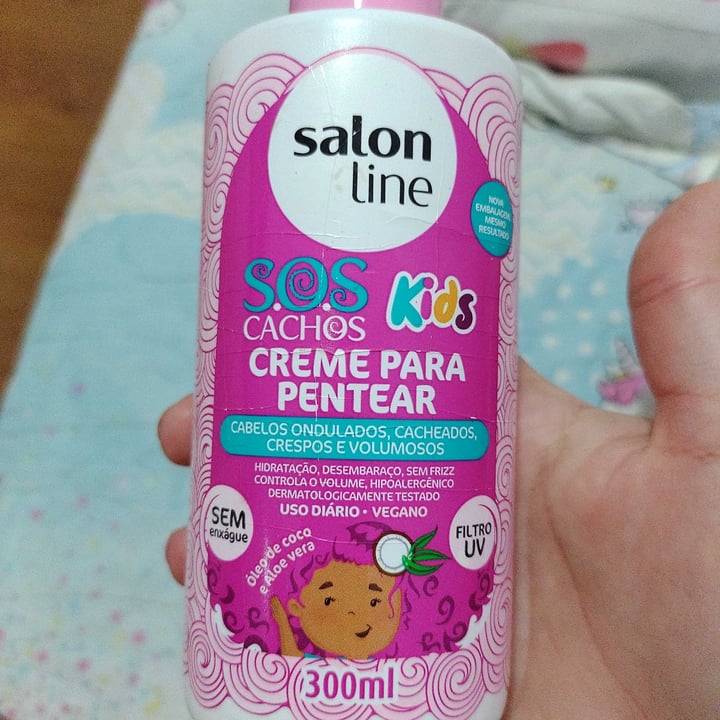 salon
line
NOVA
EMBALAGEM,
MESMO
RESULTADO
S.O.S
CACHOS
Kids
CREME PARA
PENTEAR
CABELOS ONDULADOS, CACHEADOS,
CRESPOS E VOLUMOSOS
HIDRATAÇÃO, DESEMBARAÇO, SEM FRIZZ
CONTROLA O VOLUME, HIPOALERGÊNICO
DERMATOLOGICAMENTE TESTADO
USO DIÁRIO • VEGANO
SEM
enxágue
Óleo de coco
e Aloe vera
FILTRO
UV
300ml